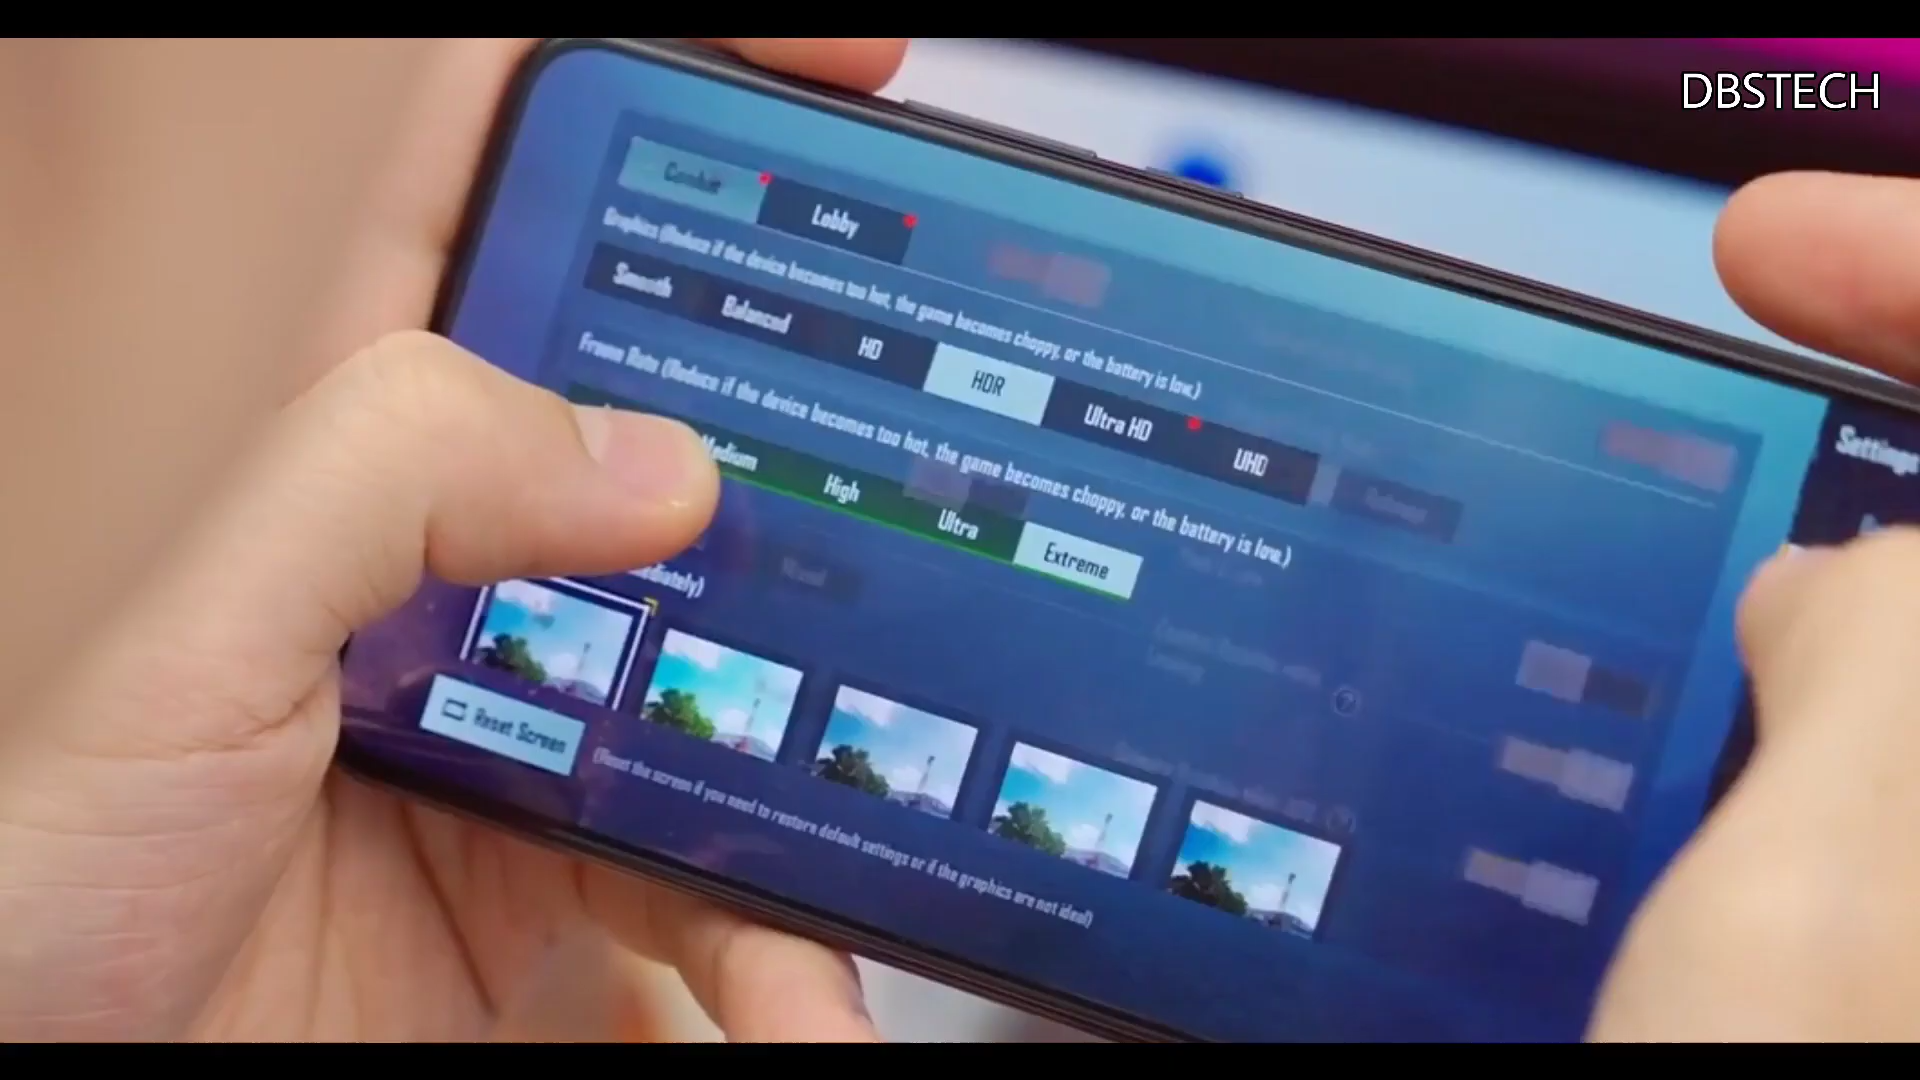 DBSTECH
Combat
Lobby
Graphics (Reduce if the device becomes too hot, the game becomes choppy, or the battery is low.)
Smooth Balanced HD HDR Ultra HD UHD
Settings
Frame Rate (Reduce if the device becomes too hot, the game becomes choppy, or the battery is low.)
Medium High Ultra Extreme
ediately)
Reset Screen
(Reset the screen if you need to restore default settings or if the graphics are not ideal)